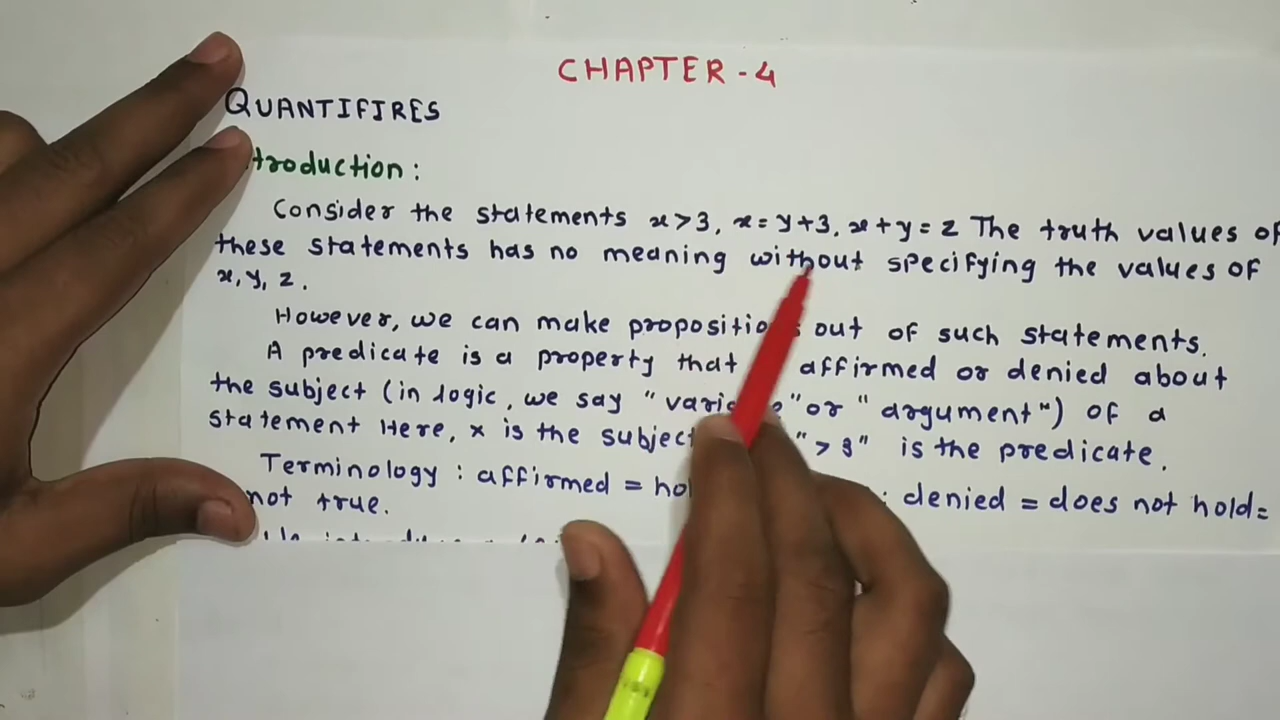 CHAPTER - 4
QUANTIFIRES
troduction :
Consider the statements x > 3, x = y + 3, x + y = z The truth values of
these statements has no meaning without specifying the values of
x, y, z.
However, we can make propositio s out of such statements.
A predicate is a property that affirmed or denied about
the subject (in logic, we say " or " argument") of a
statement Here, x is the subject "> 3" is the predicate.
Terminology : affirmed = : denied = does not hold =
not true.